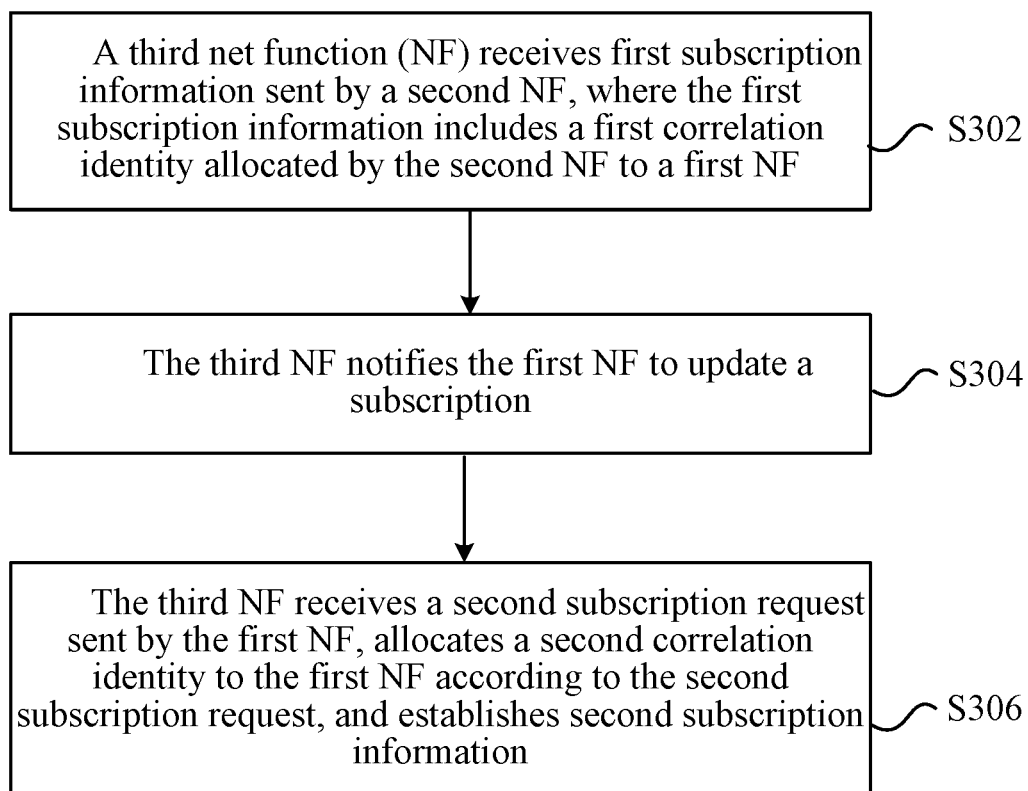 A third net function (NF) receives first subscription
information sent by a second NF, where the first
subscription information includes a first correlation
identity allocated by the second NF to a first NF
S302
The third NF notifies the first NF to update a
subscription
S304
The third NF receives a second subscription request
sent by the first NF, allocates a second correlation
identity to the first NF according to the second
subscription request, and establishes second subscription
information
S306